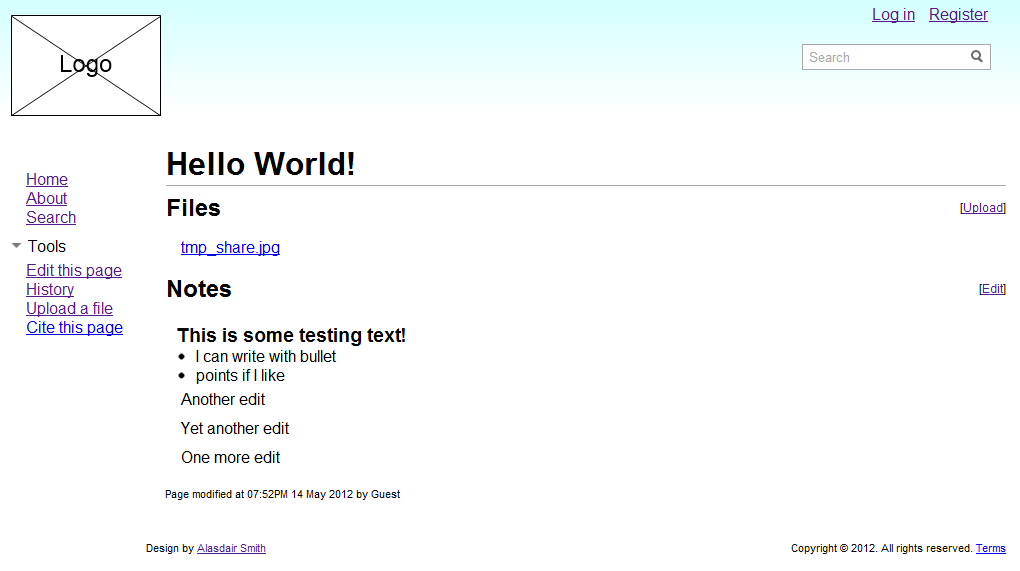 Log in Register
Logo
Search
Hello World!
Home
About
Search
Tools
Edit this page
History
Upload a file
Cite this page
Files [Upload]
tmp_share.jpg
Notes [Edit]
This is some testing text!
• I can write with bullet
• points if I like
Another edit
Yet another edit
One more edit
Page modified at 07:52PM 14 May 2012 by Guest
Design by Alasdair Smith Copyright © 2012. All rights reserved. Terms